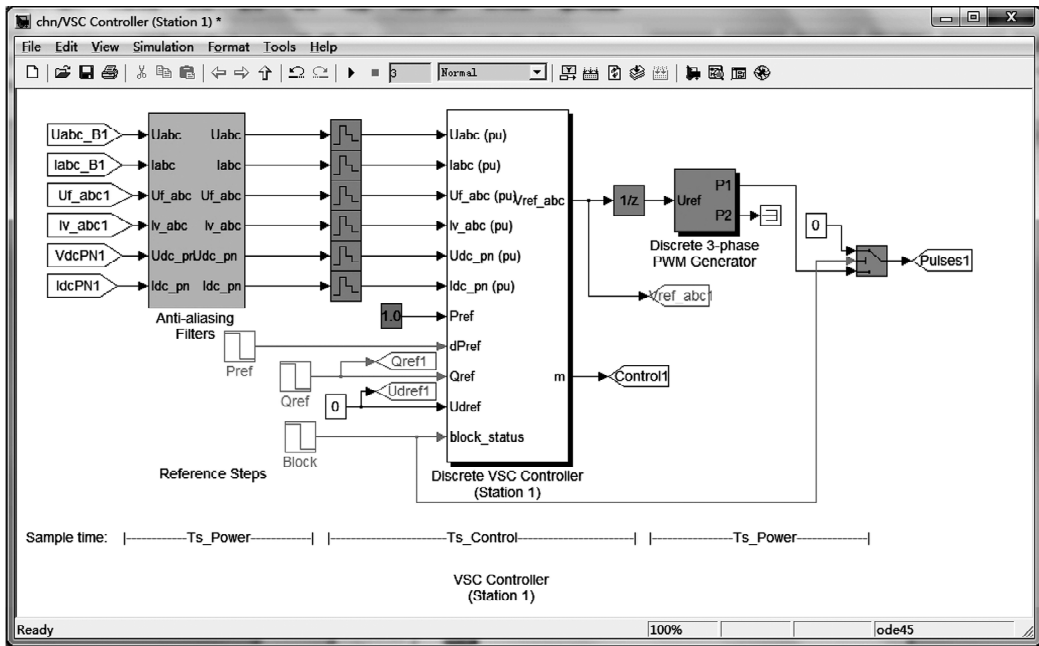 chn/VSC Controller (Station 1) *
File Edit View Simulation Format Tools Help
3 Normal
Uabc_B1 Uabc Uabc Uabc (pu)
Iabc_B1 Iabc Iabc Iabc (pu)
Uf_abc1 Uf_abc Uf_abc Uf_abc (pu) Vref_abc 1/z Uref P1
Iv_abc1 Iv_abc Iv_abc Iv_abc (pu) P2 0
Discrete 3-phase
PWM Generator
VdcPN1 Udc_pn Udc_pn Udc_pn (pu) Pulses1
IdcPN1 Idc_pn Idc_pn Idc_pn (pu) Vref_abc1
Anti-aliasing
Filters
1.0 Pref
Pref dPref
Qref1
Qref Qref m Control1
Udref1
0 Udref
Block block_status
Reference Steps
Discrete VSC Controller
(Station 1)
Sample time: |-----------Ts_Power-----------| |---------------------Ts_Control---------------------| |-----------Ts_Power-----------|
VSC Controller
(Station 1)
Ready 100% ode45